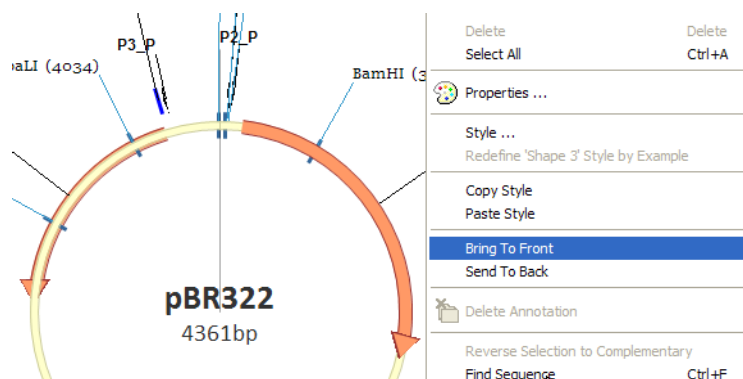 P3_P
P2_P
aLI (4034)
BamHI (3
pBR322
4361bp
Delete Delete
Select All Ctrl+A
Properties ...
Style ...
Redefine 'Shape 3' Style by Example
Copy Style
Paste Style
Bring To Front
Send To Back
Delete Annotation
Reverse Selection to Complementary
Find Sequence Ctrl+F